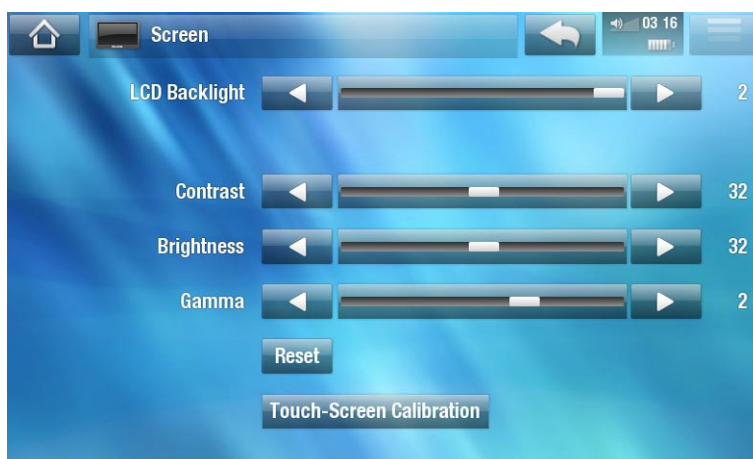 Screen 03 16
LCD Backlight 2
Contrast 32
Brightness 32
Gamma 2
Reset
Touch-Screen Calibration